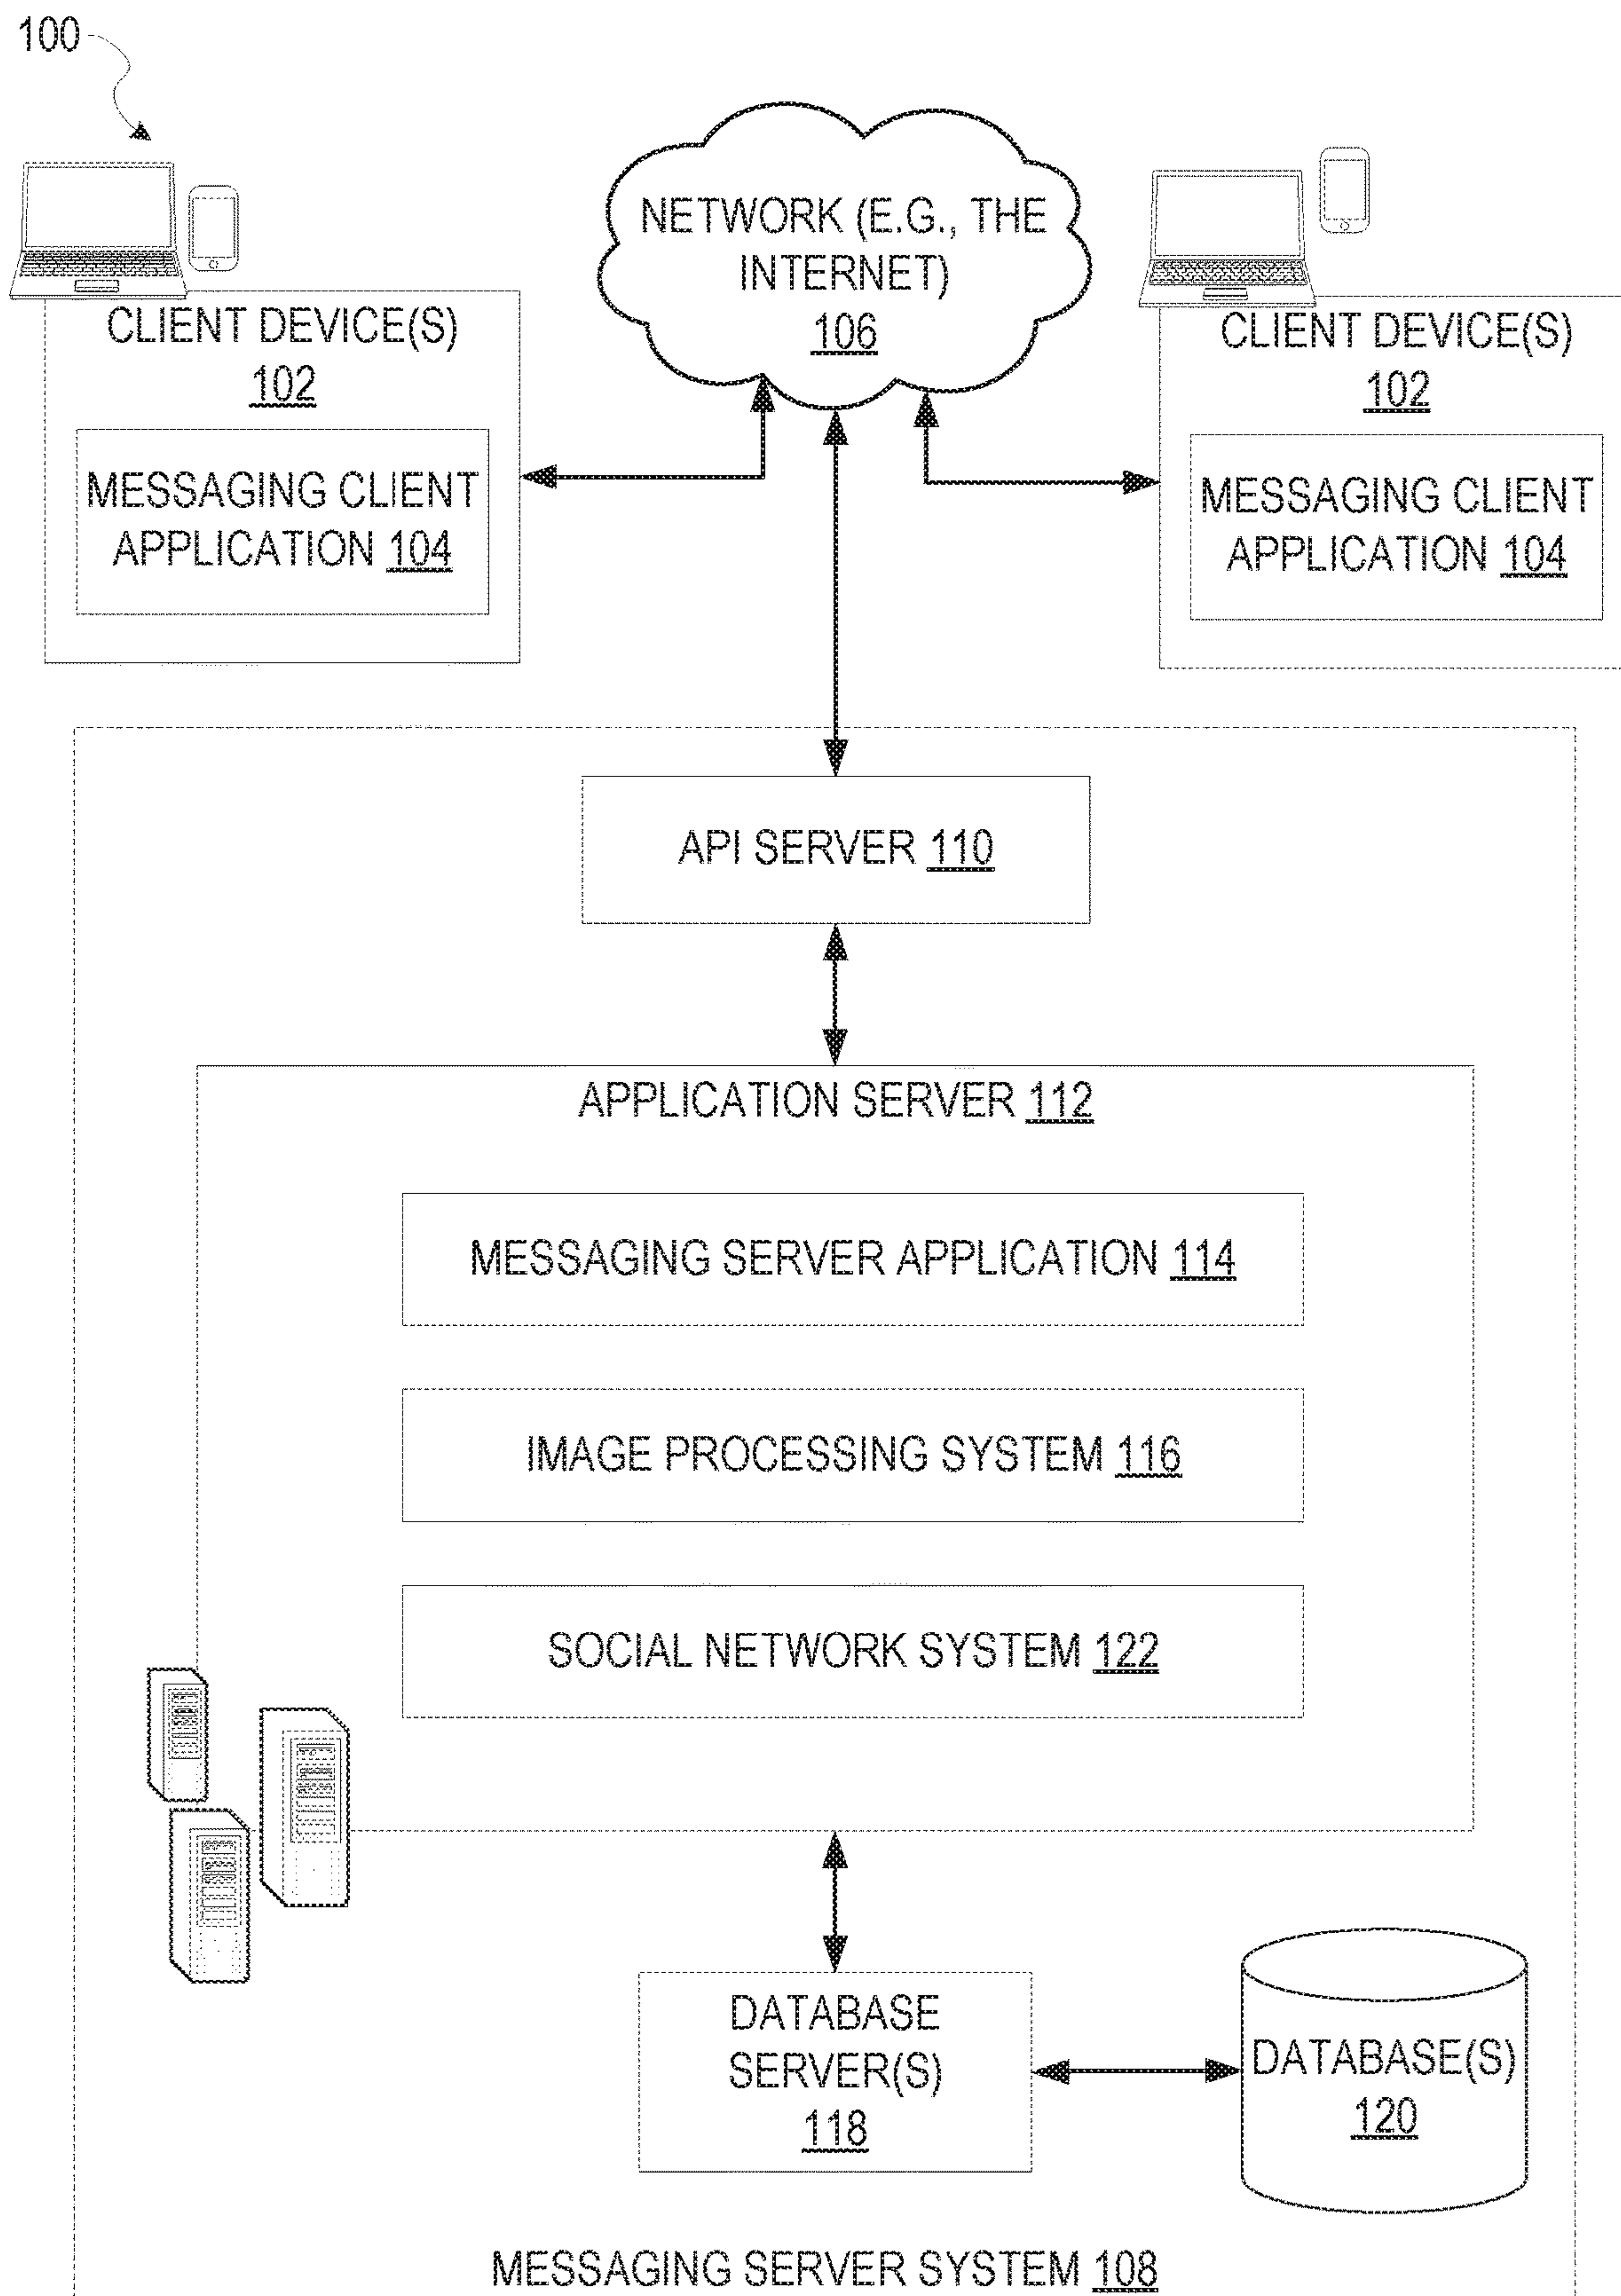 100
NETWORK (E.G., THE
INTERNET)
106
CLIENT DEVICE(S)
102
MESSAGING CLIENT
APPLICATION 104
CLIENT DEVICE(S)
102
MESSAGING CLIENT
APPLICATION 104
API SERVER 110
APPLICATION SERVER 112
MESSAGING SERVER APPLICATION 114
IMAGE PROCESSING SYSTEM 116
SOCIAL NETWORK SYSTEM 122
DATABASE
SERVER(S)
118
DATABASE(S)
120
MESSAGING SERVER SYSTEM 108